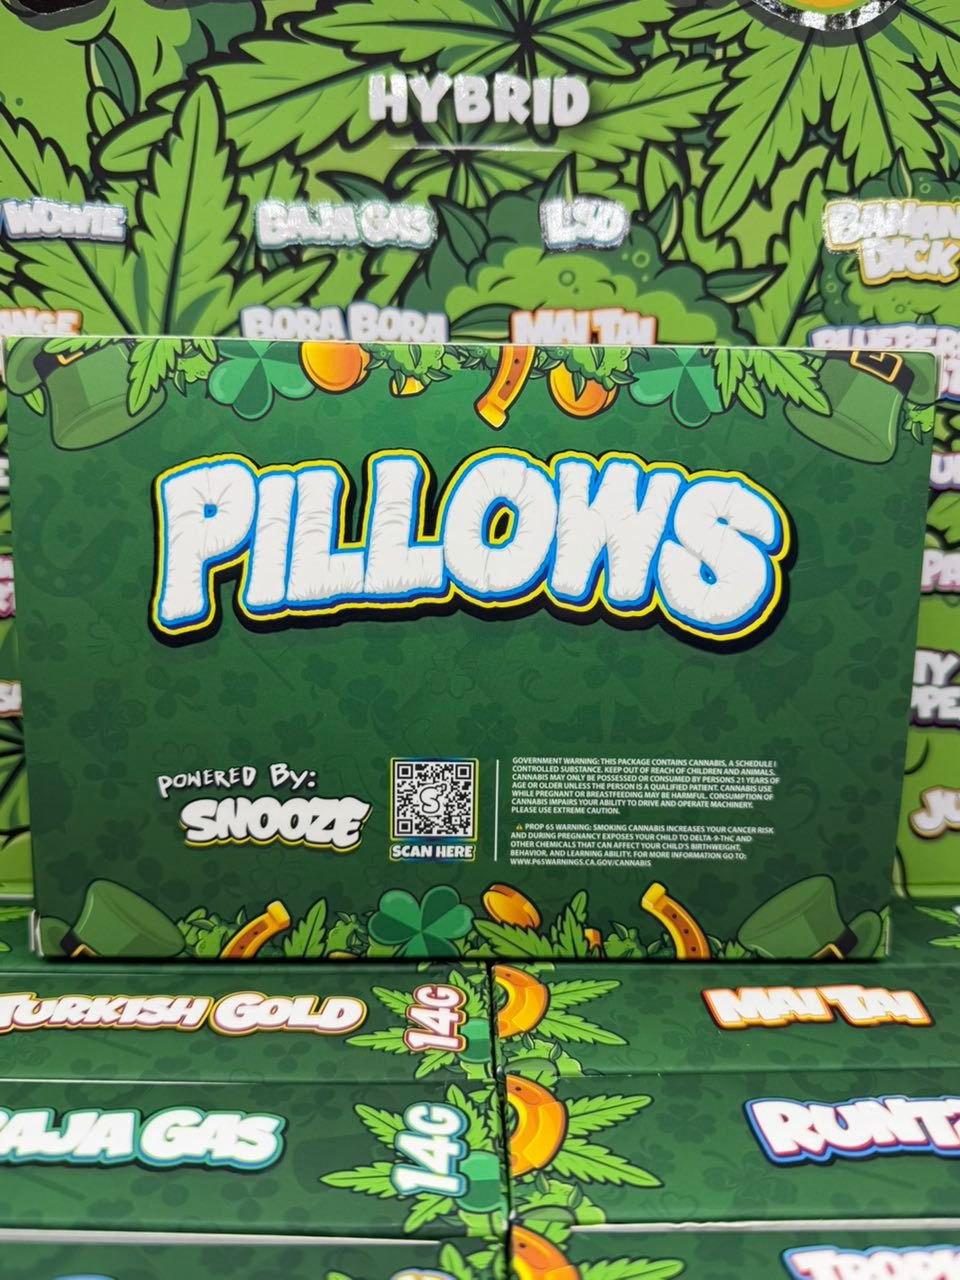 HYBRID
WOWIE
BAJA GAS
LSD
DICK
BORA BORA
MAI TAI
PILLOWS
POWERED BY:
SNOOZE
SCAN HERE
GOVERNMENT WARNING: THIS PACKAGE CONTAINS CANNABIS, A SCHEDULE I
CONTROLLED SUBSTANCE. KEEP OUT OF REACH OF CHILDREN AND ANIMALS.
CANNABIS MAY ONLY BE POSSESSED OR CONSUMED BY PERSONS 21 YEARS OF
AGE OR OLDER UNLESS THE PERSON IS A QUALIFIED PATIENT. CANNABIS USE
WHILE PREGNANT OR BREASTFEEDING MAY BE HARMFUL. CONSUMPTION OF
CANNABIS IMPAIRS YOUR ABILITY TO DRIVE AND OPERATE MACHINERY.
PLEASE USE EXTREME CAUTION.
⚠ PROP 65 WARNING: SMOKING CANNABIS INCREASES YOUR CANCER RISK
AND DURING PREGNANCY EXPOSES YOUR CHILD TO DELTA-9-THC AND
OTHER CHEMICALS THAT CAN AFFECT YOUR CHILD'S BIRTHWEIGHT,
BEHAVIOR, AND LEARNING ABILITY. FOR MORE INFORMATION GO TO:
WWW.P65WARNINGS.CA.GOV/CANNABIS
TURKISH GOLD 14G
MAI TAI
BAJA GAS 14G
RUNTZ